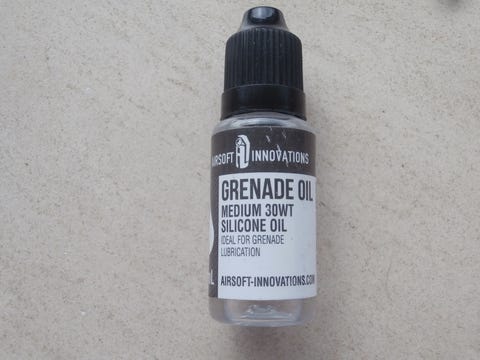 AIRSOFT INNOVATIONS
GRENADE OIL
MEDIUM 30WT
SILICONE OIL
IDEAL FOR GRENADE
LUBRICATION
AIRSOFT-INNOVATIONS.COM